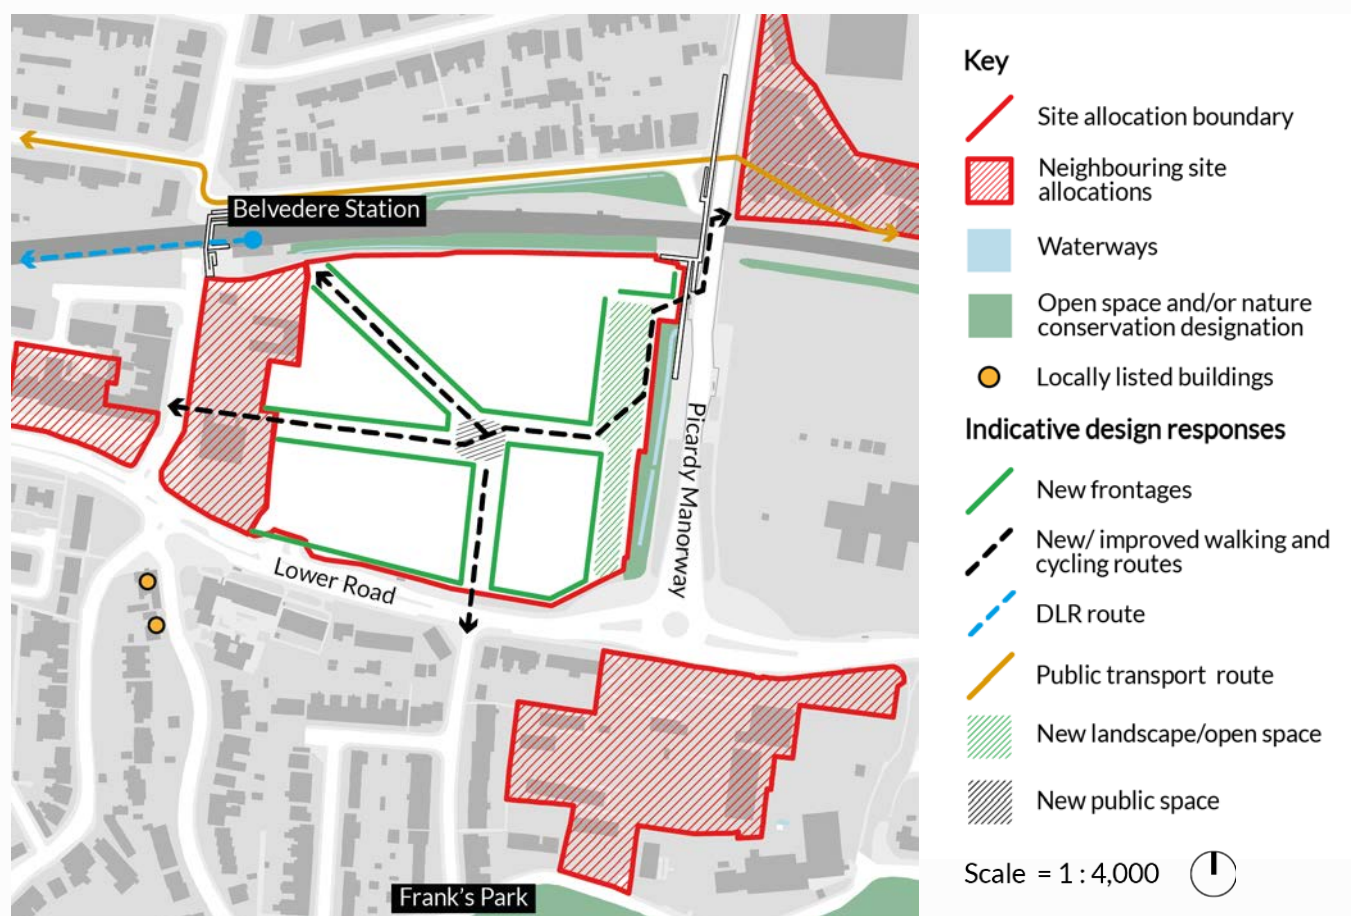 Belvedere Station
Picardy Manorway
Lower Road
Frank's Park
Key
Site allocation boundary
Neighbouring site
allocations
Waterways
Open space and/or nature
conservation designation
Locally listed buildings
Indicative design responses
New frontages
New/ improved walking and
cycling routes
DLR route
Public transport route
New landscape/open space
New public space
Scale = 1 : 4,000